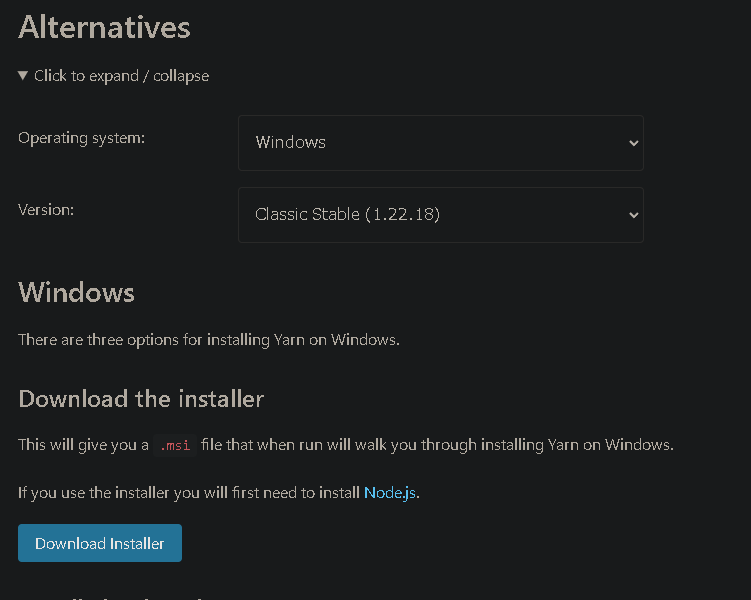 Alternatives
Click to expand / collapse
Operating system:
Windows
Version:
Classic Stable (1.22.18)
Windows
There are three options for installing Yarn on Windows.
Download the installer
This will give you a .msi file that when run will walk you through installing Yarn on Windows.
If you use the installer you will first need to install Node.js.
Download Installer